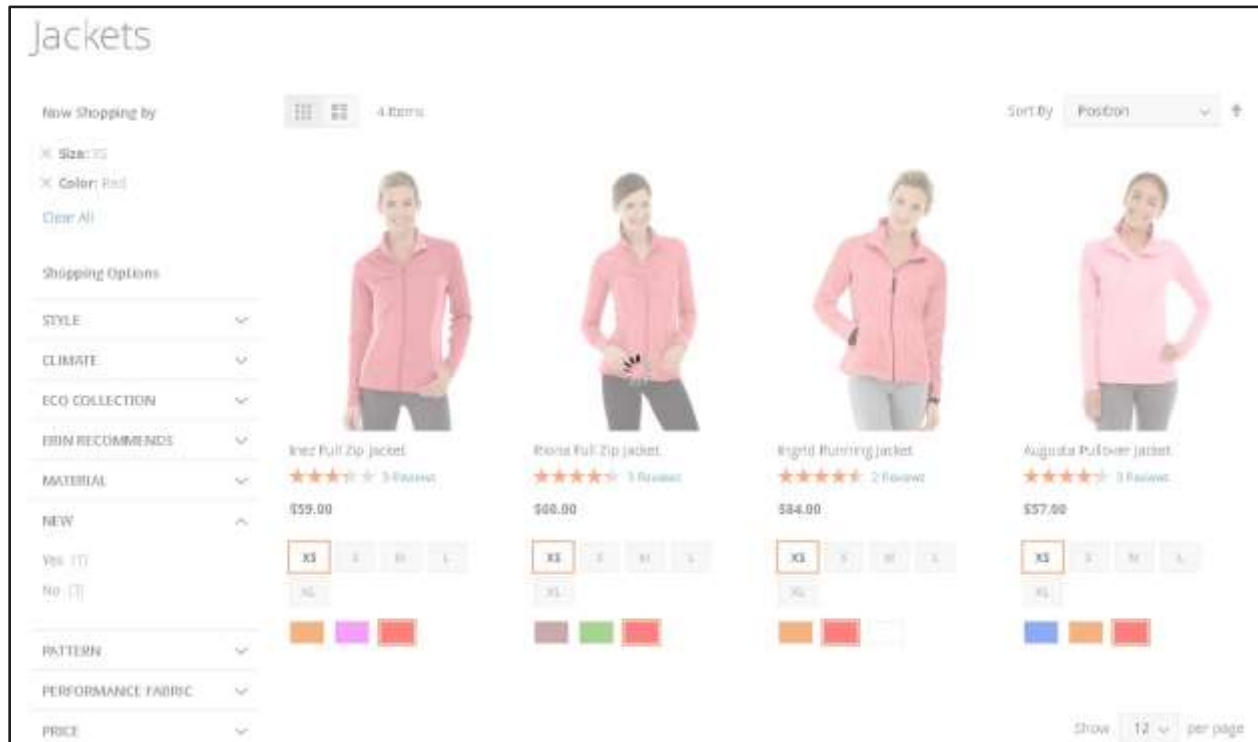 Jackets
Now Shopping by
4 Items
Sort By Position
Size: XS
Color: Red
Clear All
Shopping Options
STYLE
CLIMATE
ECO COLLECTION
ERIN RECOMMENDS
MATERIAL
NEW
Yes (1)
No (3)
PATTERN
PERFORMANCE FABRIC
PRICE
Inez Full Zip Jacket
3 Reviews
$59.00
XS S M L
XL
Riona Full Zip Jacket
3 Reviews
$60.00
XS S M L
XL
Ingrid Running Jacket
2 Reviews
$84.00
XS S M L
XL
Augusta Pullover Jacket
3 Reviews
$57.00
XS S M L
XL
Show 12 per page